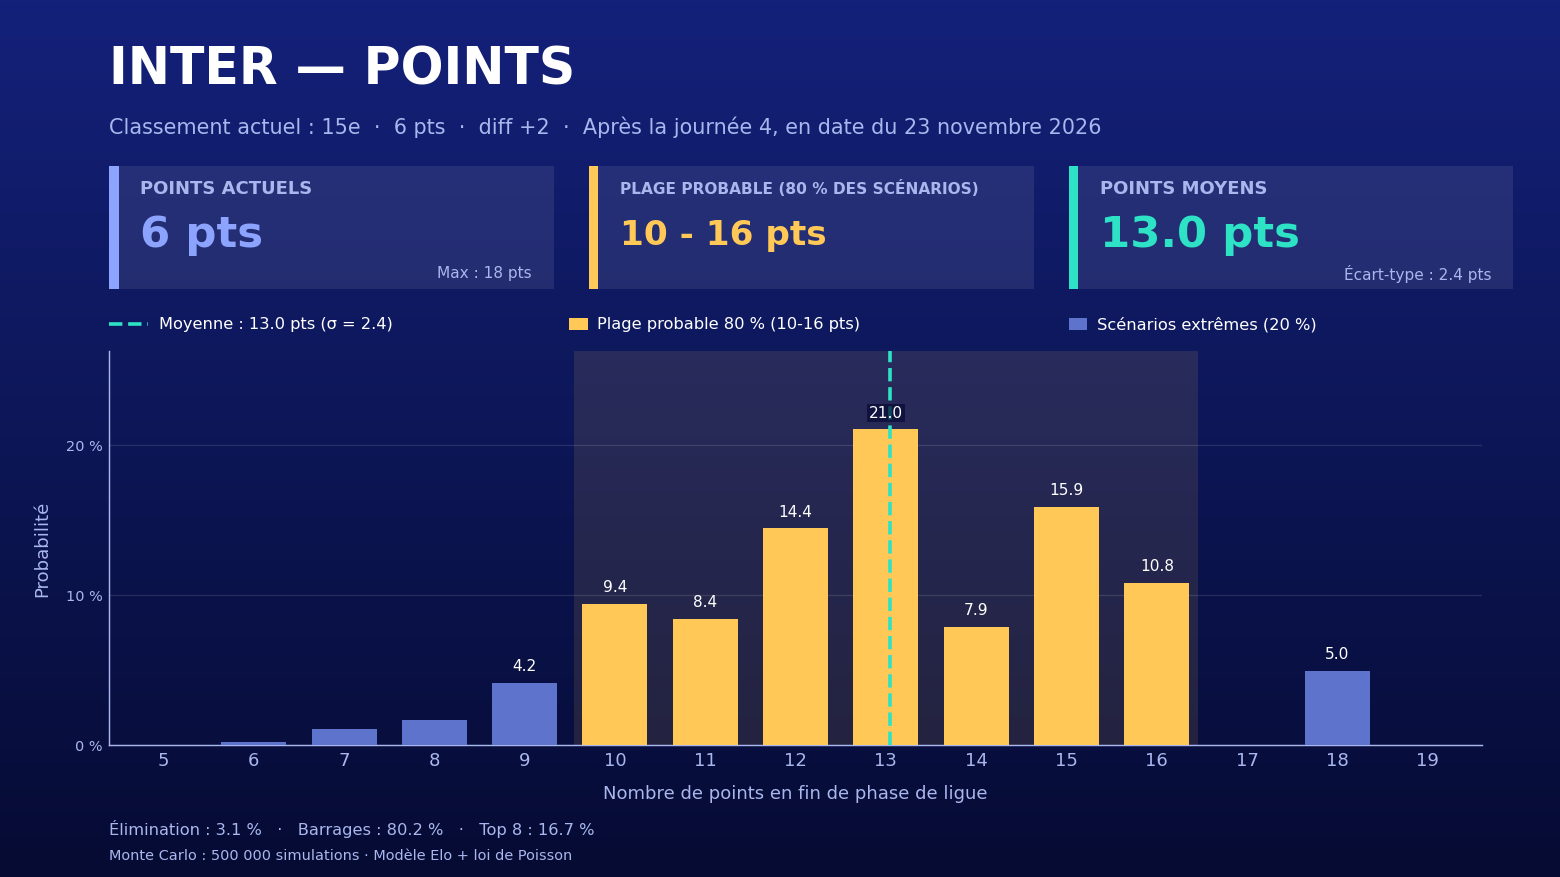 INTER — POINTS
Classement actuel : 15e · 6 pts · diff +2 · Après la journée 4, en date du 23 novembre 2026
POINTS ACTUELS
6 pts
Max : 18 pts
PLAGE PROBABLE (80 % DES SCÉNARIOS)
10 - 16 pts
POINTS MOYENS
13.0 pts
Écart-type : 2.4 pts
Moyenne : 13.0 pts (σ = 2.4)
Plage probable 80 % (10-16 pts)
Scénarios extrêmes (20 %)
Probabilité
20 %
10 %
0 %
4.2
9.4
8.4
14.4
21.0
7.9
15.9
10.8
5.0
5 6 7 8 9 10 11 12 13 14 15 16 17 18 19
Nombre de points en fin de phase de ligue
Élimination : 3.1 % · Barrages : 80.2 % · Top 8 : 16.7 %
Monte Carlo : 500 000 simulations · Modèle Elo + loi de Poisson